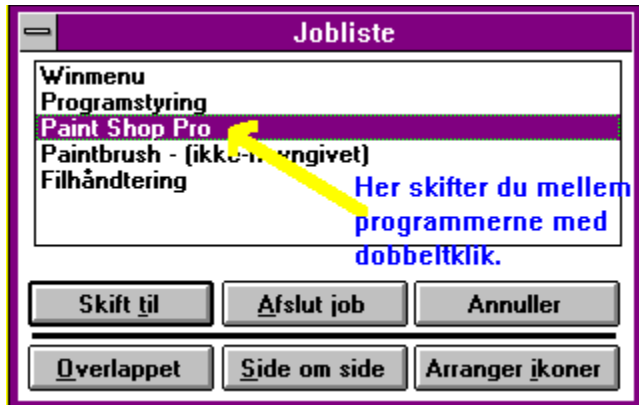 Jobliste
Winmenu
Programstyring
Paint Shop Pro
Paintbrush - (ikke-navngivet)
Filhåndtering
Her skifter du mellem
programmerne med
dobbeltklik.
Skift til
Afslut job
Annuller
Overlappet
Side om side
Arranger ikoner